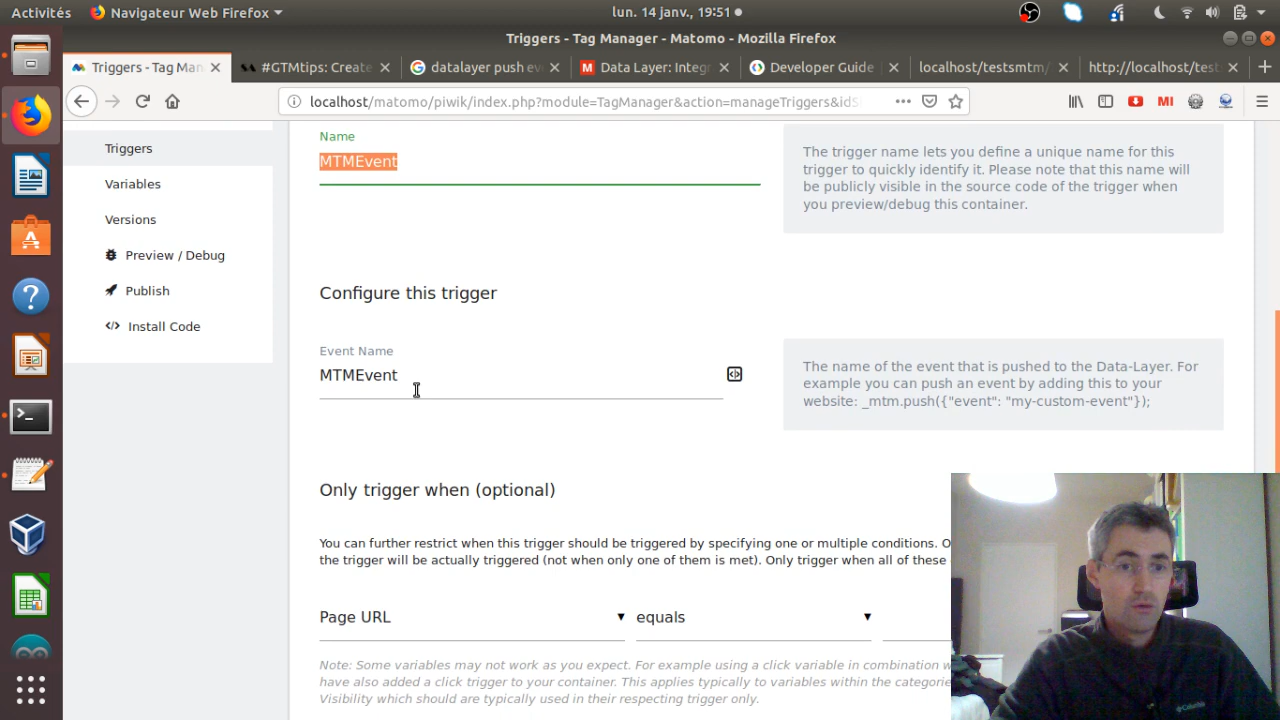 Activités
Navigateur Web Firefox
lun. 14 janv., 19:51
Triggers - Tag Manager - Matomo - Mozilla Firefox
Triggers - Tag Man
#GTMtips: Create
datalayer push ev
Data Layer: Integ
Developer Guide
localhost/testsmtm/
http://localhost/test
localhost/matomo/piwik/index.php?module=TagManager&action=manageTriggers&idS
MI
Triggers
Variables
Versions
Preview / Debug
Publish
Install Code
Name
MTMEvent
The trigger name lets you define a unique name for this
trigger to quickly identify it. Please note that this name will
be publicly visible in the source code of the trigger when
you preview/debug this container.
Configure this trigger
Event Name
MTMEvent
The name of the event that is pushed to the Data-Layer. For
example you can push an event by adding this to your
website: _mtm.push({"event": "my-custom-event"});
Only trigger when (optional)
You can further restrict when this trigger should be triggered by specifying one or multiple conditions. O
the trigger will be actually triggered (not when only one of them is met). Only trigger when all of these
Page URL
equals
Note: Some variables may not work as you expect. For example using a click variable in combination w
have also added a click trigger to your container. This applies typically to variables within the categorie
Visibility which should are typically used in their respecting trigger only.
Columbia